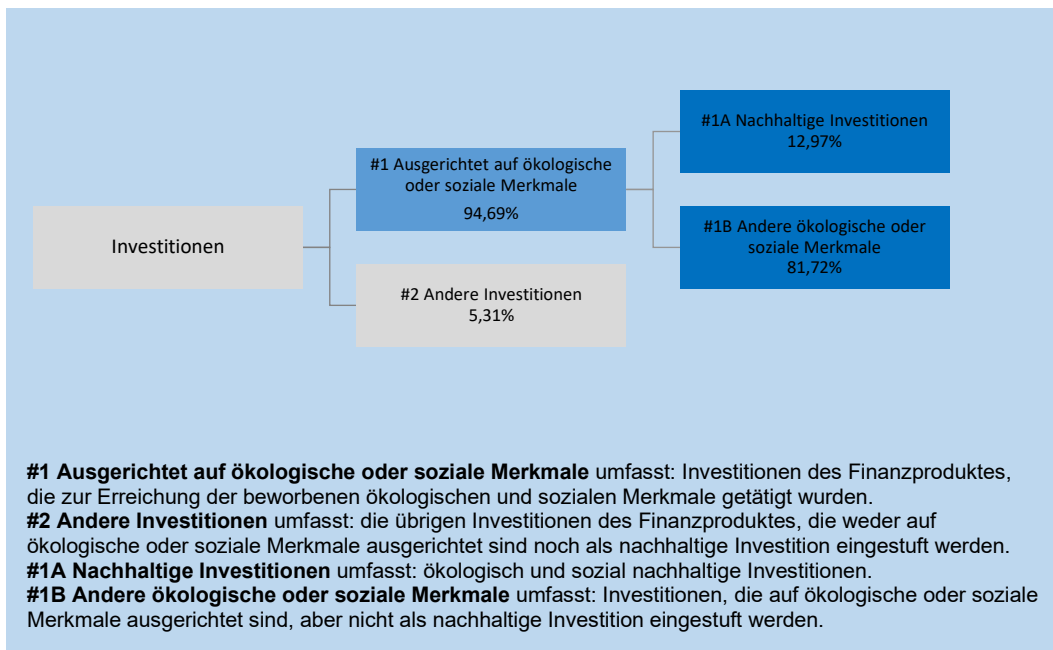 #1A Nachhaltige Investitionen
12,97%
#1 Ausgerichtet auf ökologische
oder soziale Merkmale
94,69%
#1B Andere ökologische oder
soziale Merkmale
81,72%
Investitionen
#2 Andere Investitionen
5,31%
#1 Ausgerichtet auf ökologische oder soziale Merkmale umfasst: Investitionen des Finanzproduktes,
die zur Erreichung der beworbenen ökologischen und sozialen Merkmale getätigt wurden.
#2 Andere Investitionen umfasst: die übrigen Investitionen des Finanzproduktes, die weder auf
ökologische oder soziale Merkmale ausgerichtet sind noch als nachhaltige Investition eingestuft werden.
#1A Nachhaltige Investitionen umfasst: ökologisch und sozial nachhaltige Investitionen.
#1B Andere ökologische oder soziale Merkmale umfasst: Investitionen, die auf ökologische oder soziale
Merkmale ausgerichtet sind, aber nicht als nachhaltige Investition eingestuft werden.